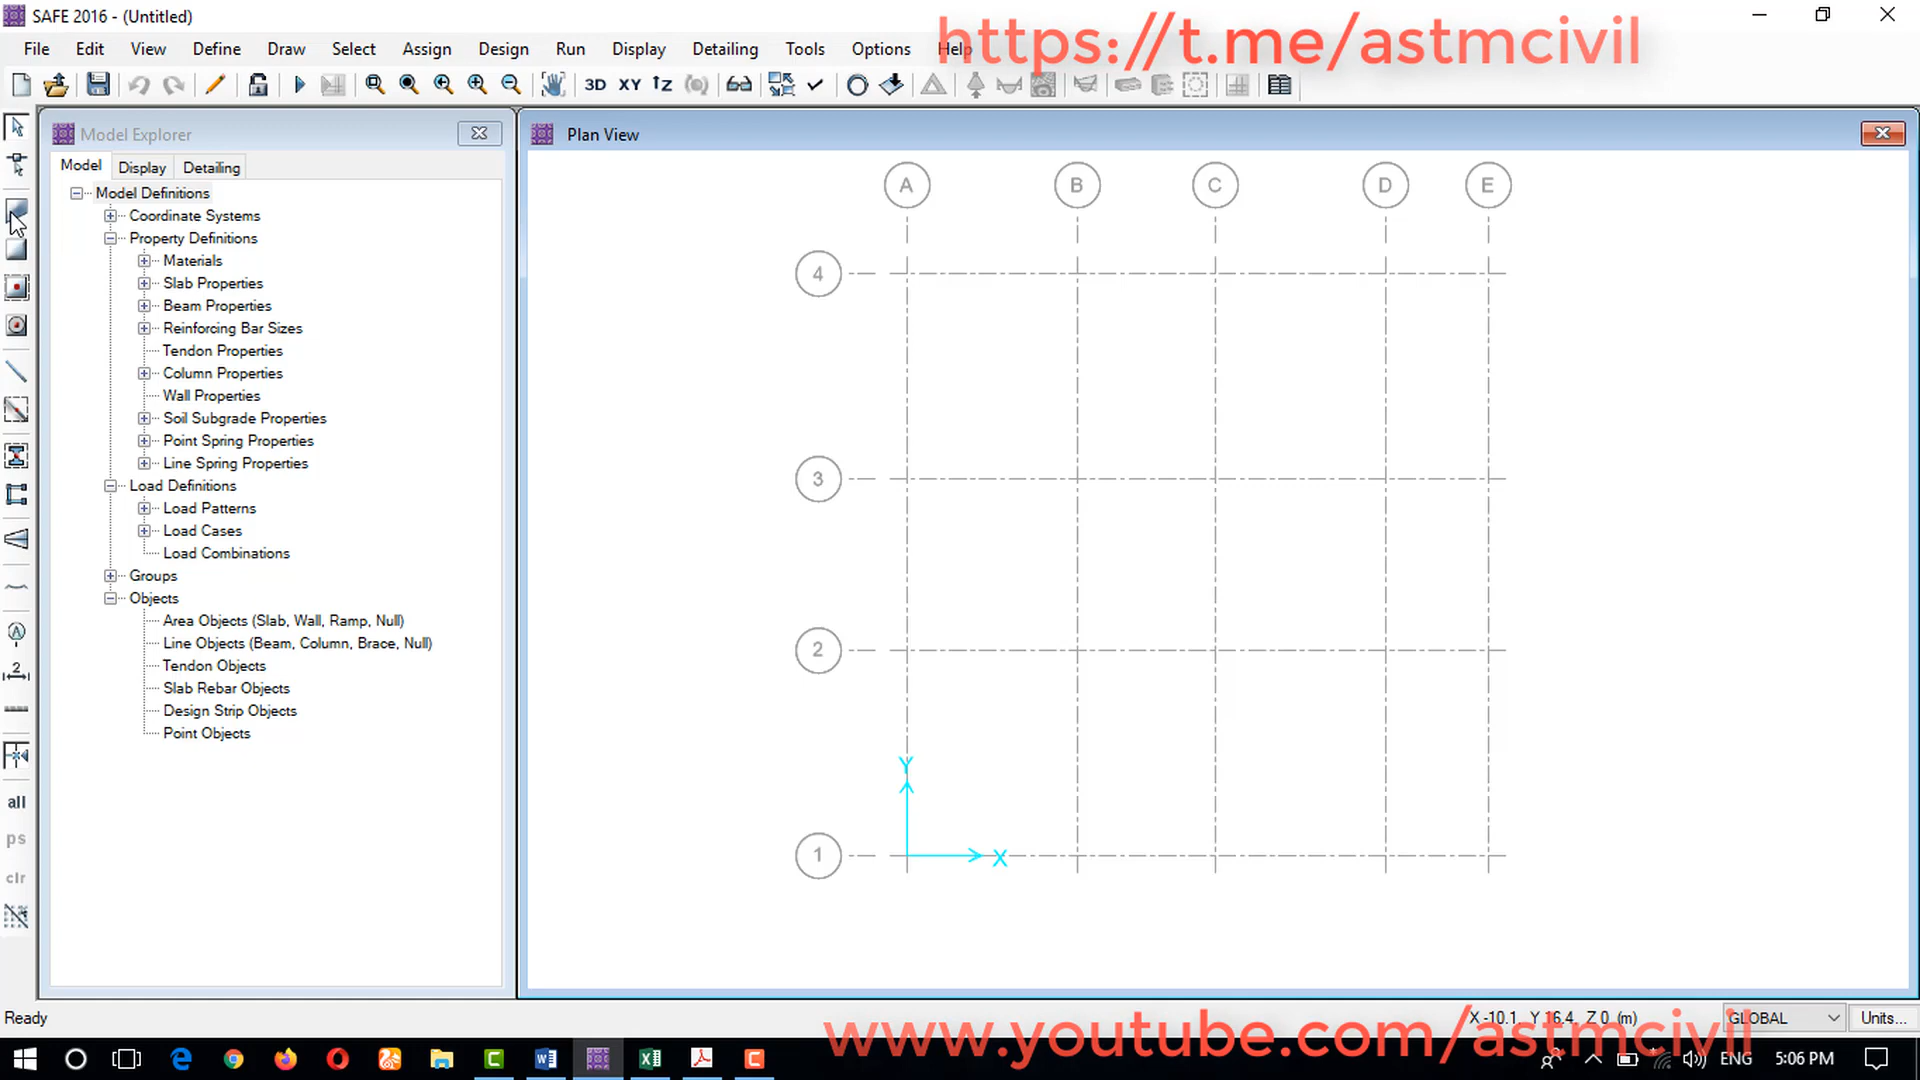 SAFE 2016 - (Untitled)
https://t.me/astmcivil
File Edit View Define Draw Select Assign Design Run Display Detailing Tools Options Help
3D XY
Model Explorer
Plan View
Model Display Detailing
Model Definitions
Coordinate Systems
Property Definitions
Materials
Slab Properties
Beam Properties
Reinforcing Bar Sizes
Tendon Properties
Column Properties
Wall Properties
Soil Subgrade Properties
Point Spring Properties
Line Spring Properties
Load Definitions
Load Patterns
Load Cases
Load Combinations
Groups
Objects
Area Objects (Slab, Wall, Ramp, Null)
Line Objects (Beam, Column, Brace, Null)
Tendon Objects
Slab Rebar Objects
Design Strip Objects
Point Objects
A B C D E
4
3
2
1
Y
X
all
ps
clr
Ready
X -10.1, Y 16.4, Z 0 (m)
GLOBAL
Units...
www.youtube.com/astmcivil
ENG
5:06 PM